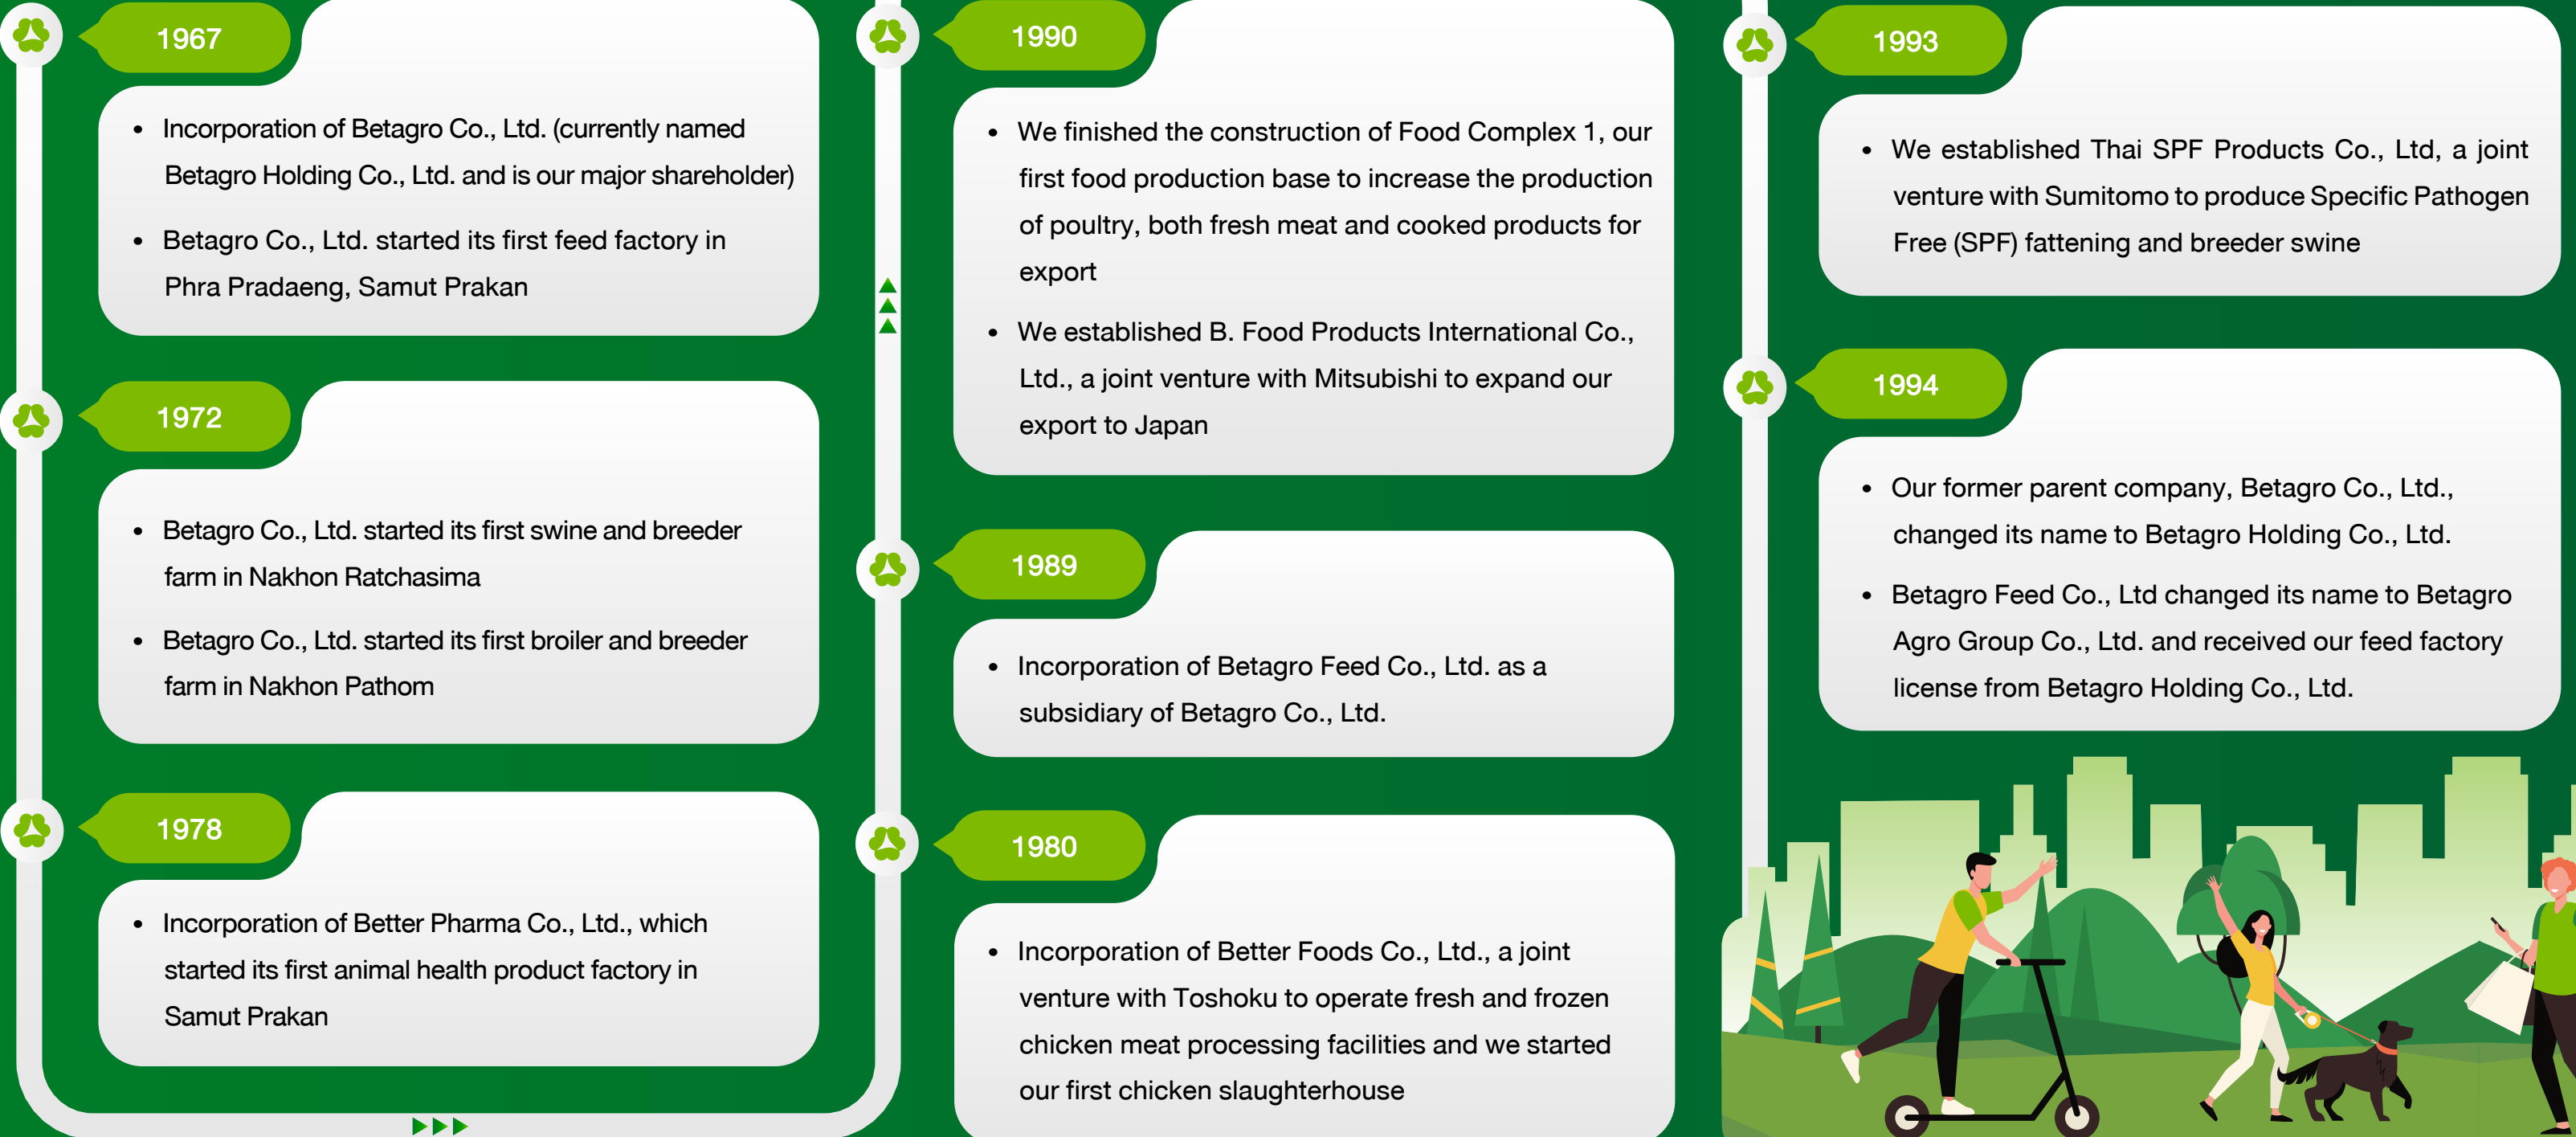 1967
• Incorporation of Betagro Co., Ltd. (currently named
Betagro Holding Co., Ltd. and is our major shareholder)
• Betagro Co., Ltd. started its first feed factory in
Phra Pradaeng, Samut Prakan
1972
• Betagro Co., Ltd. started its first swine and breeder
farm in Nakhon Ratchasima
• Betagro Co., Ltd. started its first broiler and breeder
farm in Nakhon Pathom
1978
• Incorporation of Better Pharma Co., Ltd., which
started its first animal health product factory in
Samut Prakan
1990
• We finished the construction of Food Complex 1, our
first food production base to increase the production
of poultry, both fresh meat and cooked products for
export
• We established B. Food Products International Co.,
Ltd., a joint venture with Mitsubishi to expand our
export to Japan
1989
• Incorporation of Betagro Feed Co., Ltd. as a
subsidiary of Betagro Co., Ltd.
1980
• Incorporation of Better Foods Co., Ltd., a joint
venture with Toshoku to operate fresh and frozen
chicken meat processing facilities and we started
our first chicken slaughterhouse
1993
• We established Thai SPF Products Co., Ltd, a joint
venture with Sumitomo to produce Specific Pathogen
Free (SPF) fattening and breeder swine
1994
• Our former parent company, Betagro Co., Ltd.,
changed its name to Betagro Holding Co., Ltd.
• Betagro Feed Co., Ltd changed its name to Betagro
Agro Group Co., Ltd. and received our feed factory
license from Betagro Holding Co., Ltd.